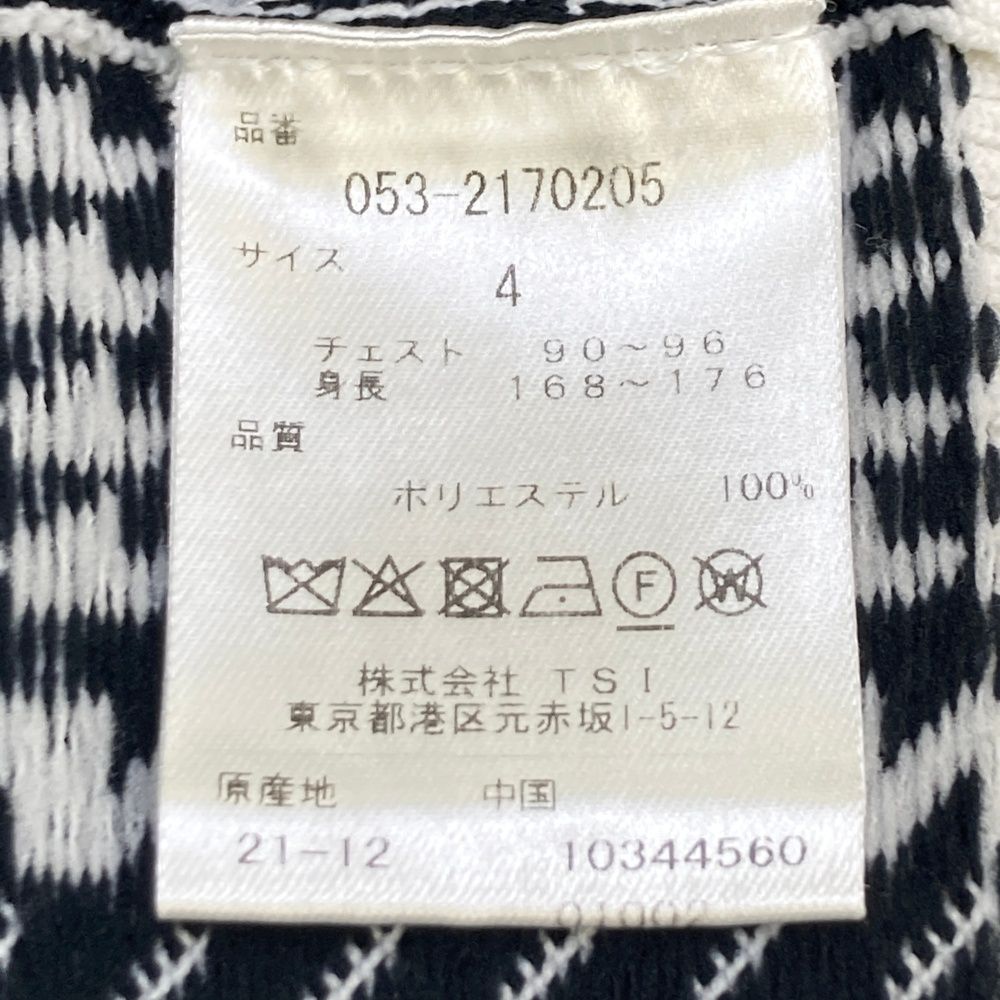 品番
053-2170205
サイズ
4
チェスト 90～96
身長 168～176
品質
ポリエステル 100%
F
W
株式会社 TSI
東京都港区元赤坂1-5-12
原産地 中国
21-12 10344560
01002